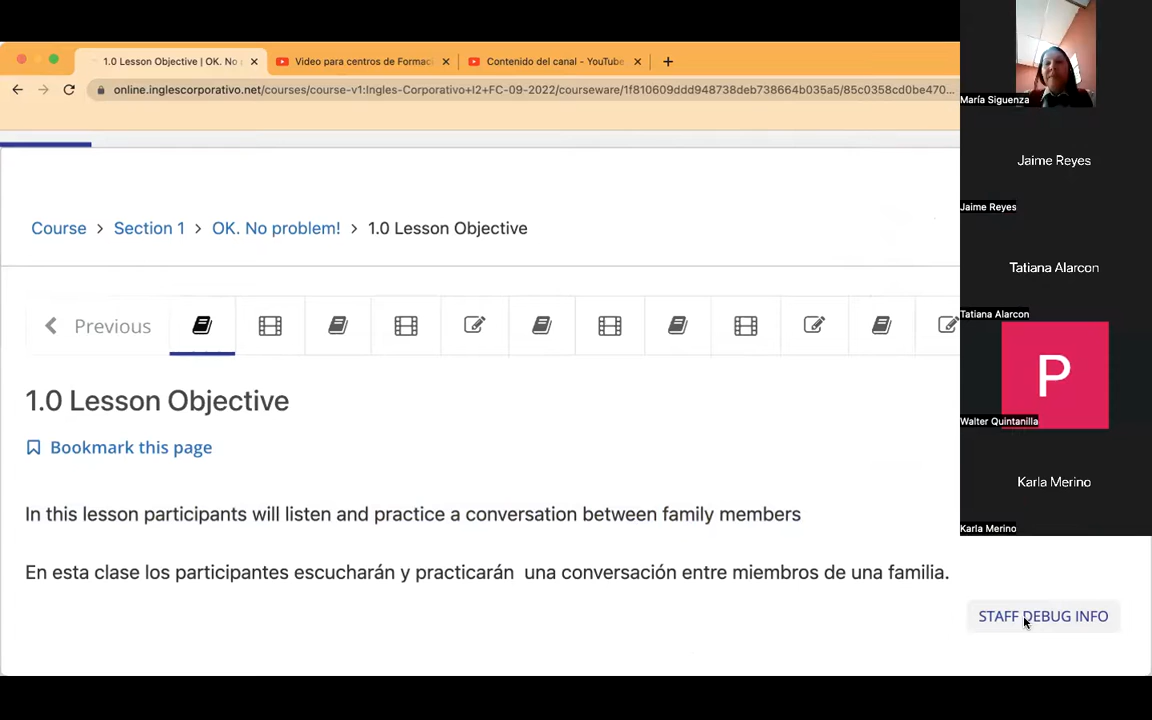 1.0 Lesson Objective | OK. No
Video para centros de Formac
Contenido del canal - YouTube
online.inglescorporativo.net/courses/course-v1:Ingles-Corporativo+I2+FC-09-2022/courseware/1f810609ddd948738deb738664b035a5/85c0358cd0be470...
María Siguenza
Jaime Reyes
Jaime Reyes
Course > Section 1 > OK. No problem! > 1.0 Lesson Objective
Tatiana Alarcon
Tatiana Alarcon
Previous
P
Walter Quintanilla
1.0 Lesson Objective
Bookmark this page
Karla Merino
Karla Merino
In this lesson participants will listen and practice a conversation between family members
En esta clase los participantes escucharán y practicarán una conversación entre miembros de una familia.
STAFF DEBUG INFO